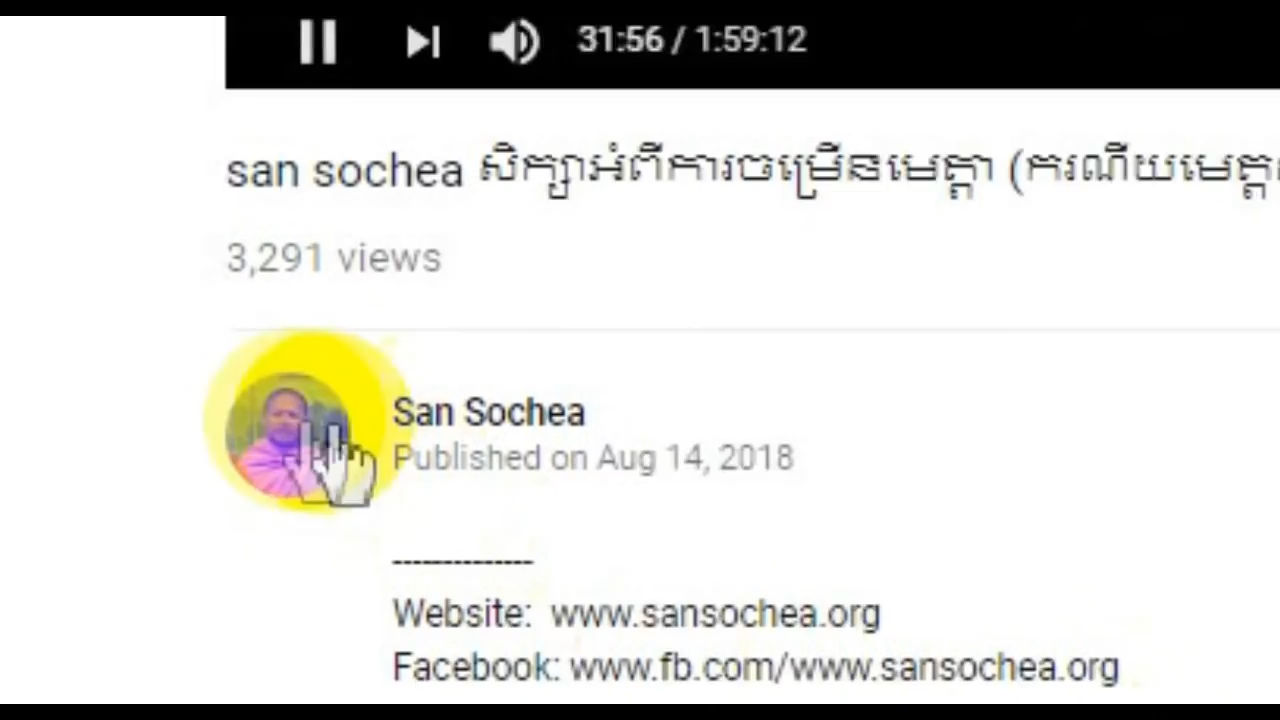 31:56 / 1:59:12
san sochea សិក្សាអំពីការចម្រើនមេត្តា (ករណីយមេត្ត
3,291 views
San Sochea
Published on Aug 14, 2018
---------------
Website: www.sansochea.org
Facebook: www.fb.com/www.sansochea.org